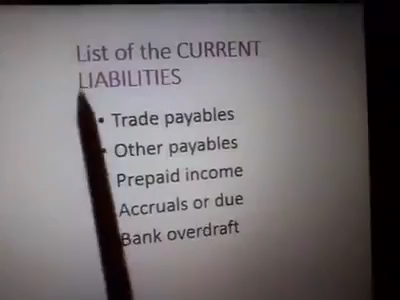 List of the CURRENT
LIABILITIES
• Trade payables
• Other payables
Prepaid income
Accruals or due
Bank overdraft